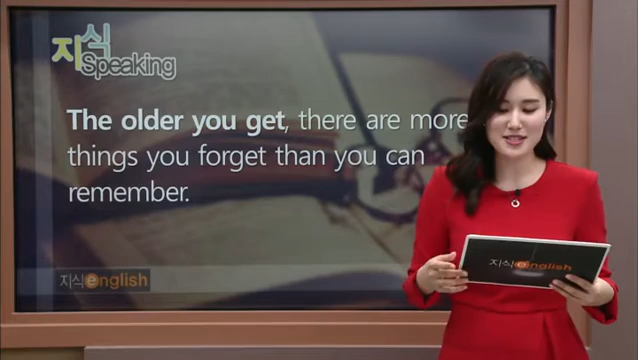 지식
Speaking
The older you get, there are more
things you forget than you can
remember.
지식english
지식english